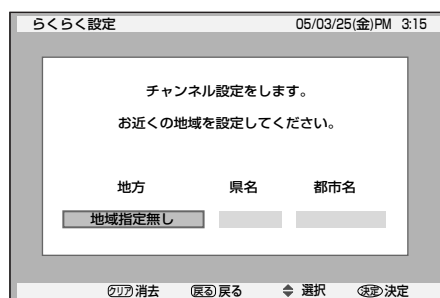 らくらく設定 05/03/25(金)PM 3:15
チャンネル設定をします。
お近くの地域を設定してください。
地方 県名 都市名
地域指定無し
クリア 消去 戻る 戻る 選択 決定 決定